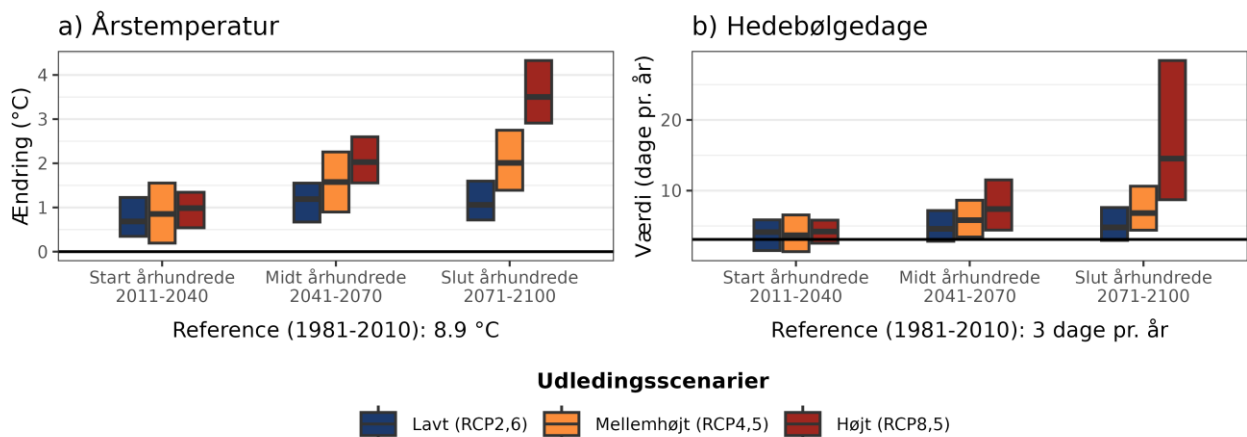 a) Årstemperatur
Ændring (°C)
4
3
2
1
0
Start århundrede
2011-2040
Midt århundrede
2041-2070
Slut århundrede
2071-2100
Reference (1981-2010): 8.9 °C
b) Hedebølgedage
Værdi (dage pr. år)
20
10
Start århundrede
2011-2040
Midt århundrede
2041-2070
Slut århundrede
2071-2100
Reference (1981-2010): 3 dage pr. år
Udledingsscenarier
Lavt (RCP2,6)
Mellemhøjt (RCP4,5)
Højt (RCP8,5)